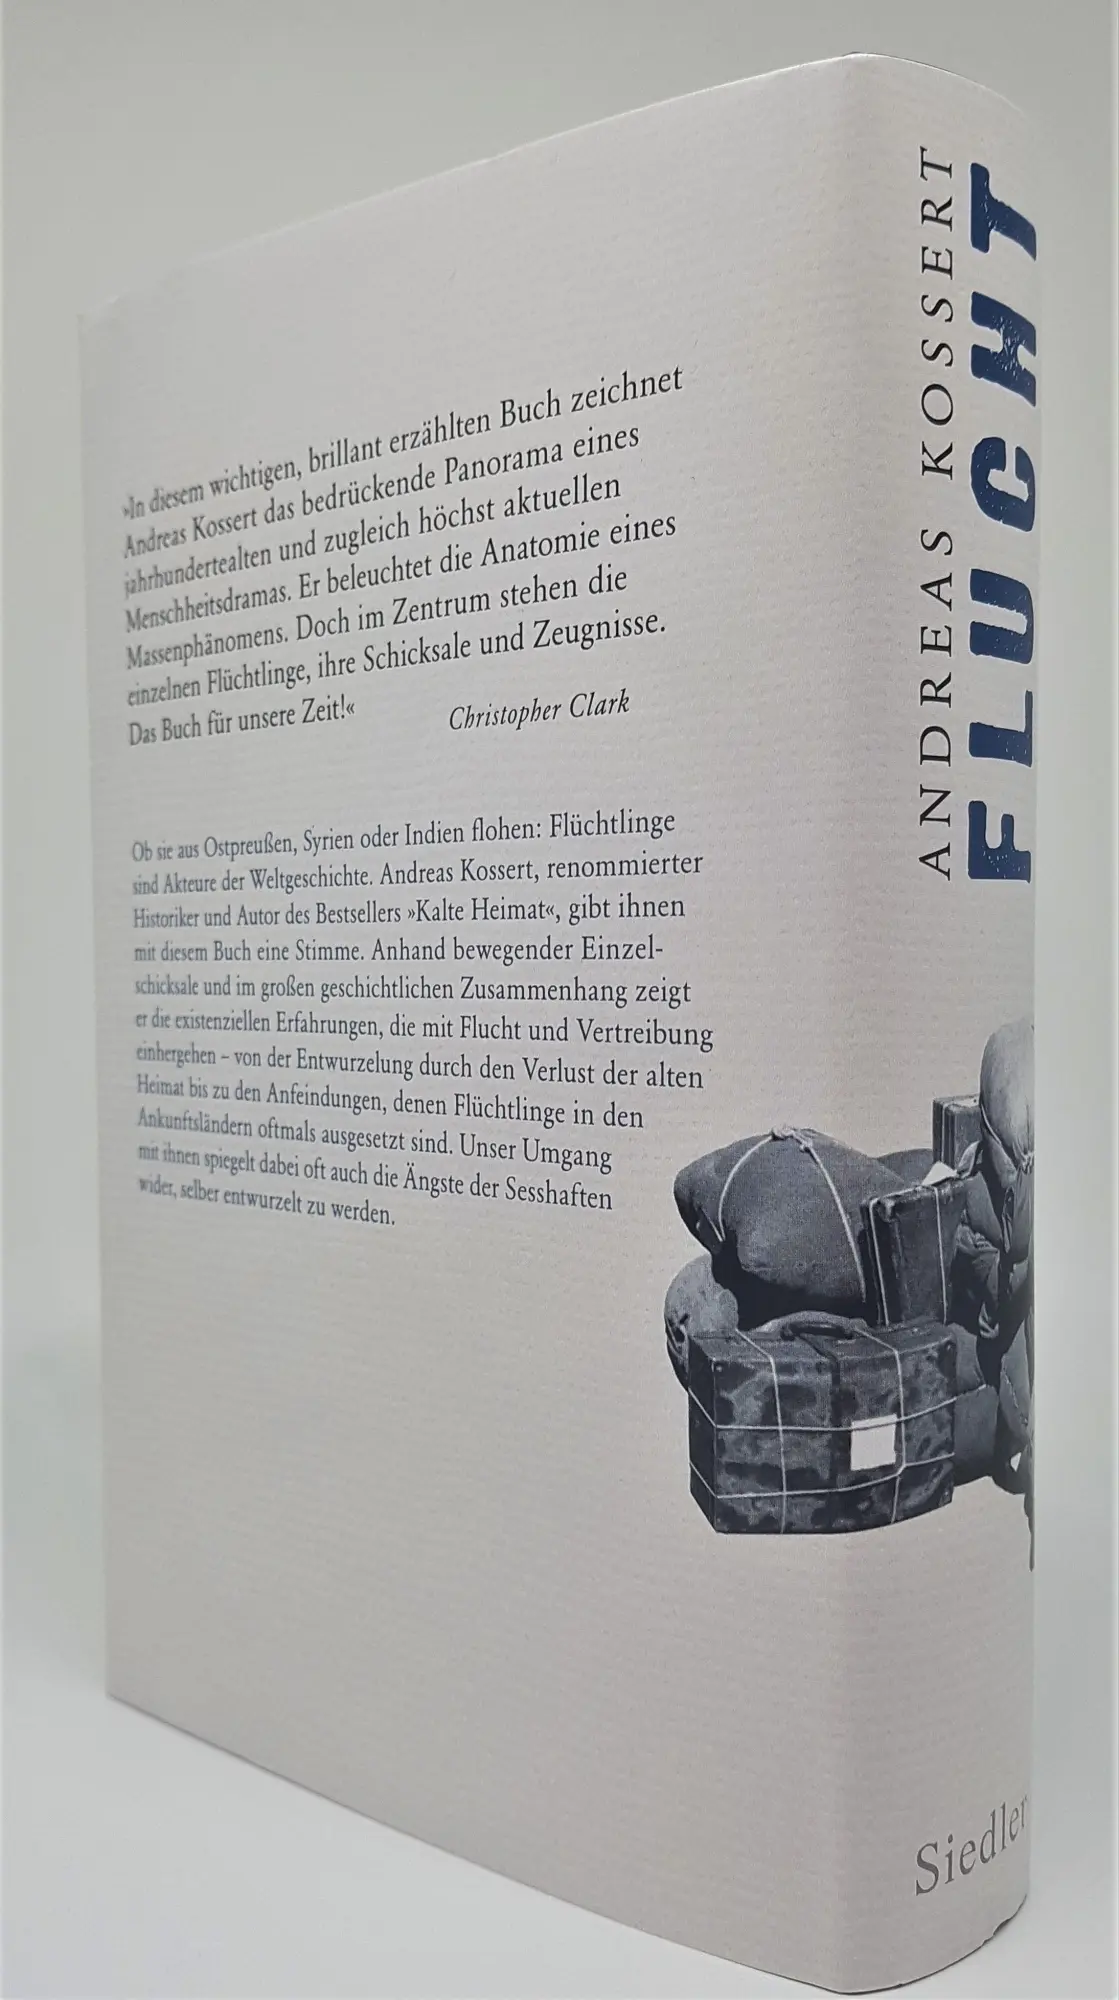 »In diesem wichtigen, brillant erzählten Buch zeichnet
Andreas Kossert das bedrückende Panorama eines
jahrhundertealten und zugleich höchst aktuellen
Menschheitsdramas. Er beleuchtet die Anatomie eines
Massenphänomens. Doch im Zentrum stehen die
einzelnen Flüchtlinge, ihre Schicksale und Zeugnisse.
Das Buch für unsere Zeit!« Christopher Clark
Ob sie aus Ostpreußen, Syrien oder Indien flohen: Flüchtlinge
sind Akteure der Weltgeschichte. Andreas Kossert, renommierter
Historiker und Autor des Bestsellers »Kalte Heimat«, gibt ihnen
mit diesem Buch eine Stimme. Anhand bewegender Einzel-
schicksale und im großen geschichtlichen Zusammenhang zeigt
er die existenziellen Erfahrungen, die mit Flucht und Vertreibung
einhergehen – von der Entwurzelung durch den Verlust der alten
Heimat bis zu den Anfeindungen, denen Flüchtlinge in den
Ankunftsländern oftmals ausgesetzt sind. Unser Umgang
mit ihnen spiegelt dabei oft auch die Ängste der Sesshaften
wider, selber entwurzelt zu werden.
ANDREAS KOSSERT
FLUCHT
Siedler